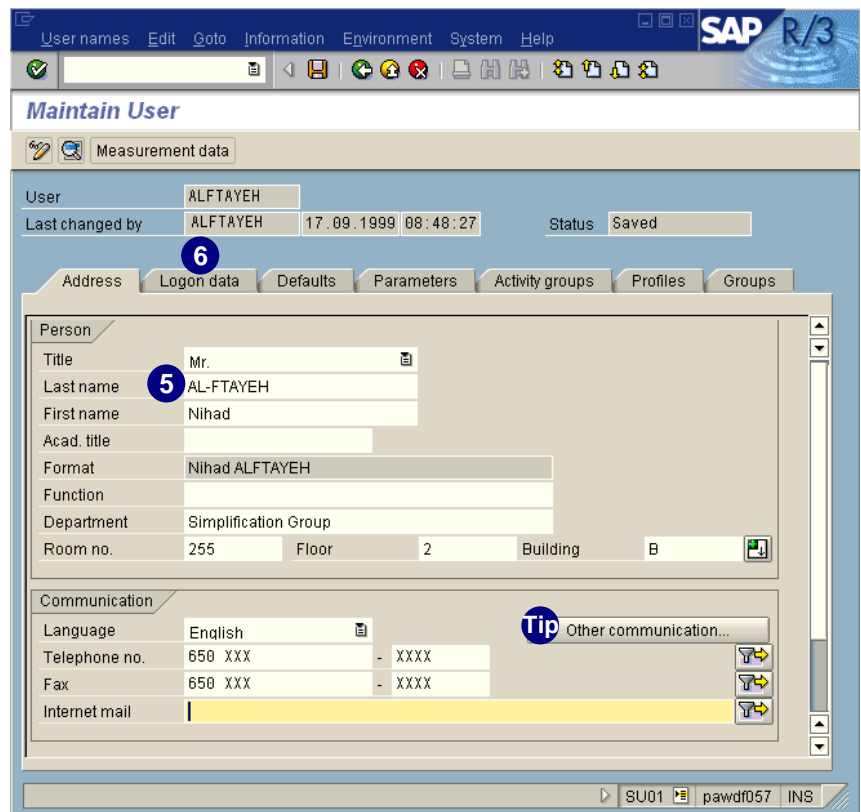 User names Edit Goto Information Environment System Help
SAP R/3
Maintain User
Measurement data
User ALFTAYEH
Last changed by ALFTAYEH 17.09.1999 08:48:27 Status Saved
6
Address Logon data Defaults Parameters Activity groups Profiles Groups
Person
Title Mr.
Last name 5 AL-FTAYEH
First name Nihad
Acad. title
Format Nihad ALFTAYEH
Function
Department Simplification Group
Room no. 255 Floor 2 Building B
Communication
Language English Tip Other communication...
Telephone no. 650 XXX - XXXX
Fax 650 XXX - XXXX
Internet mail
SU01 pawdf057 INS